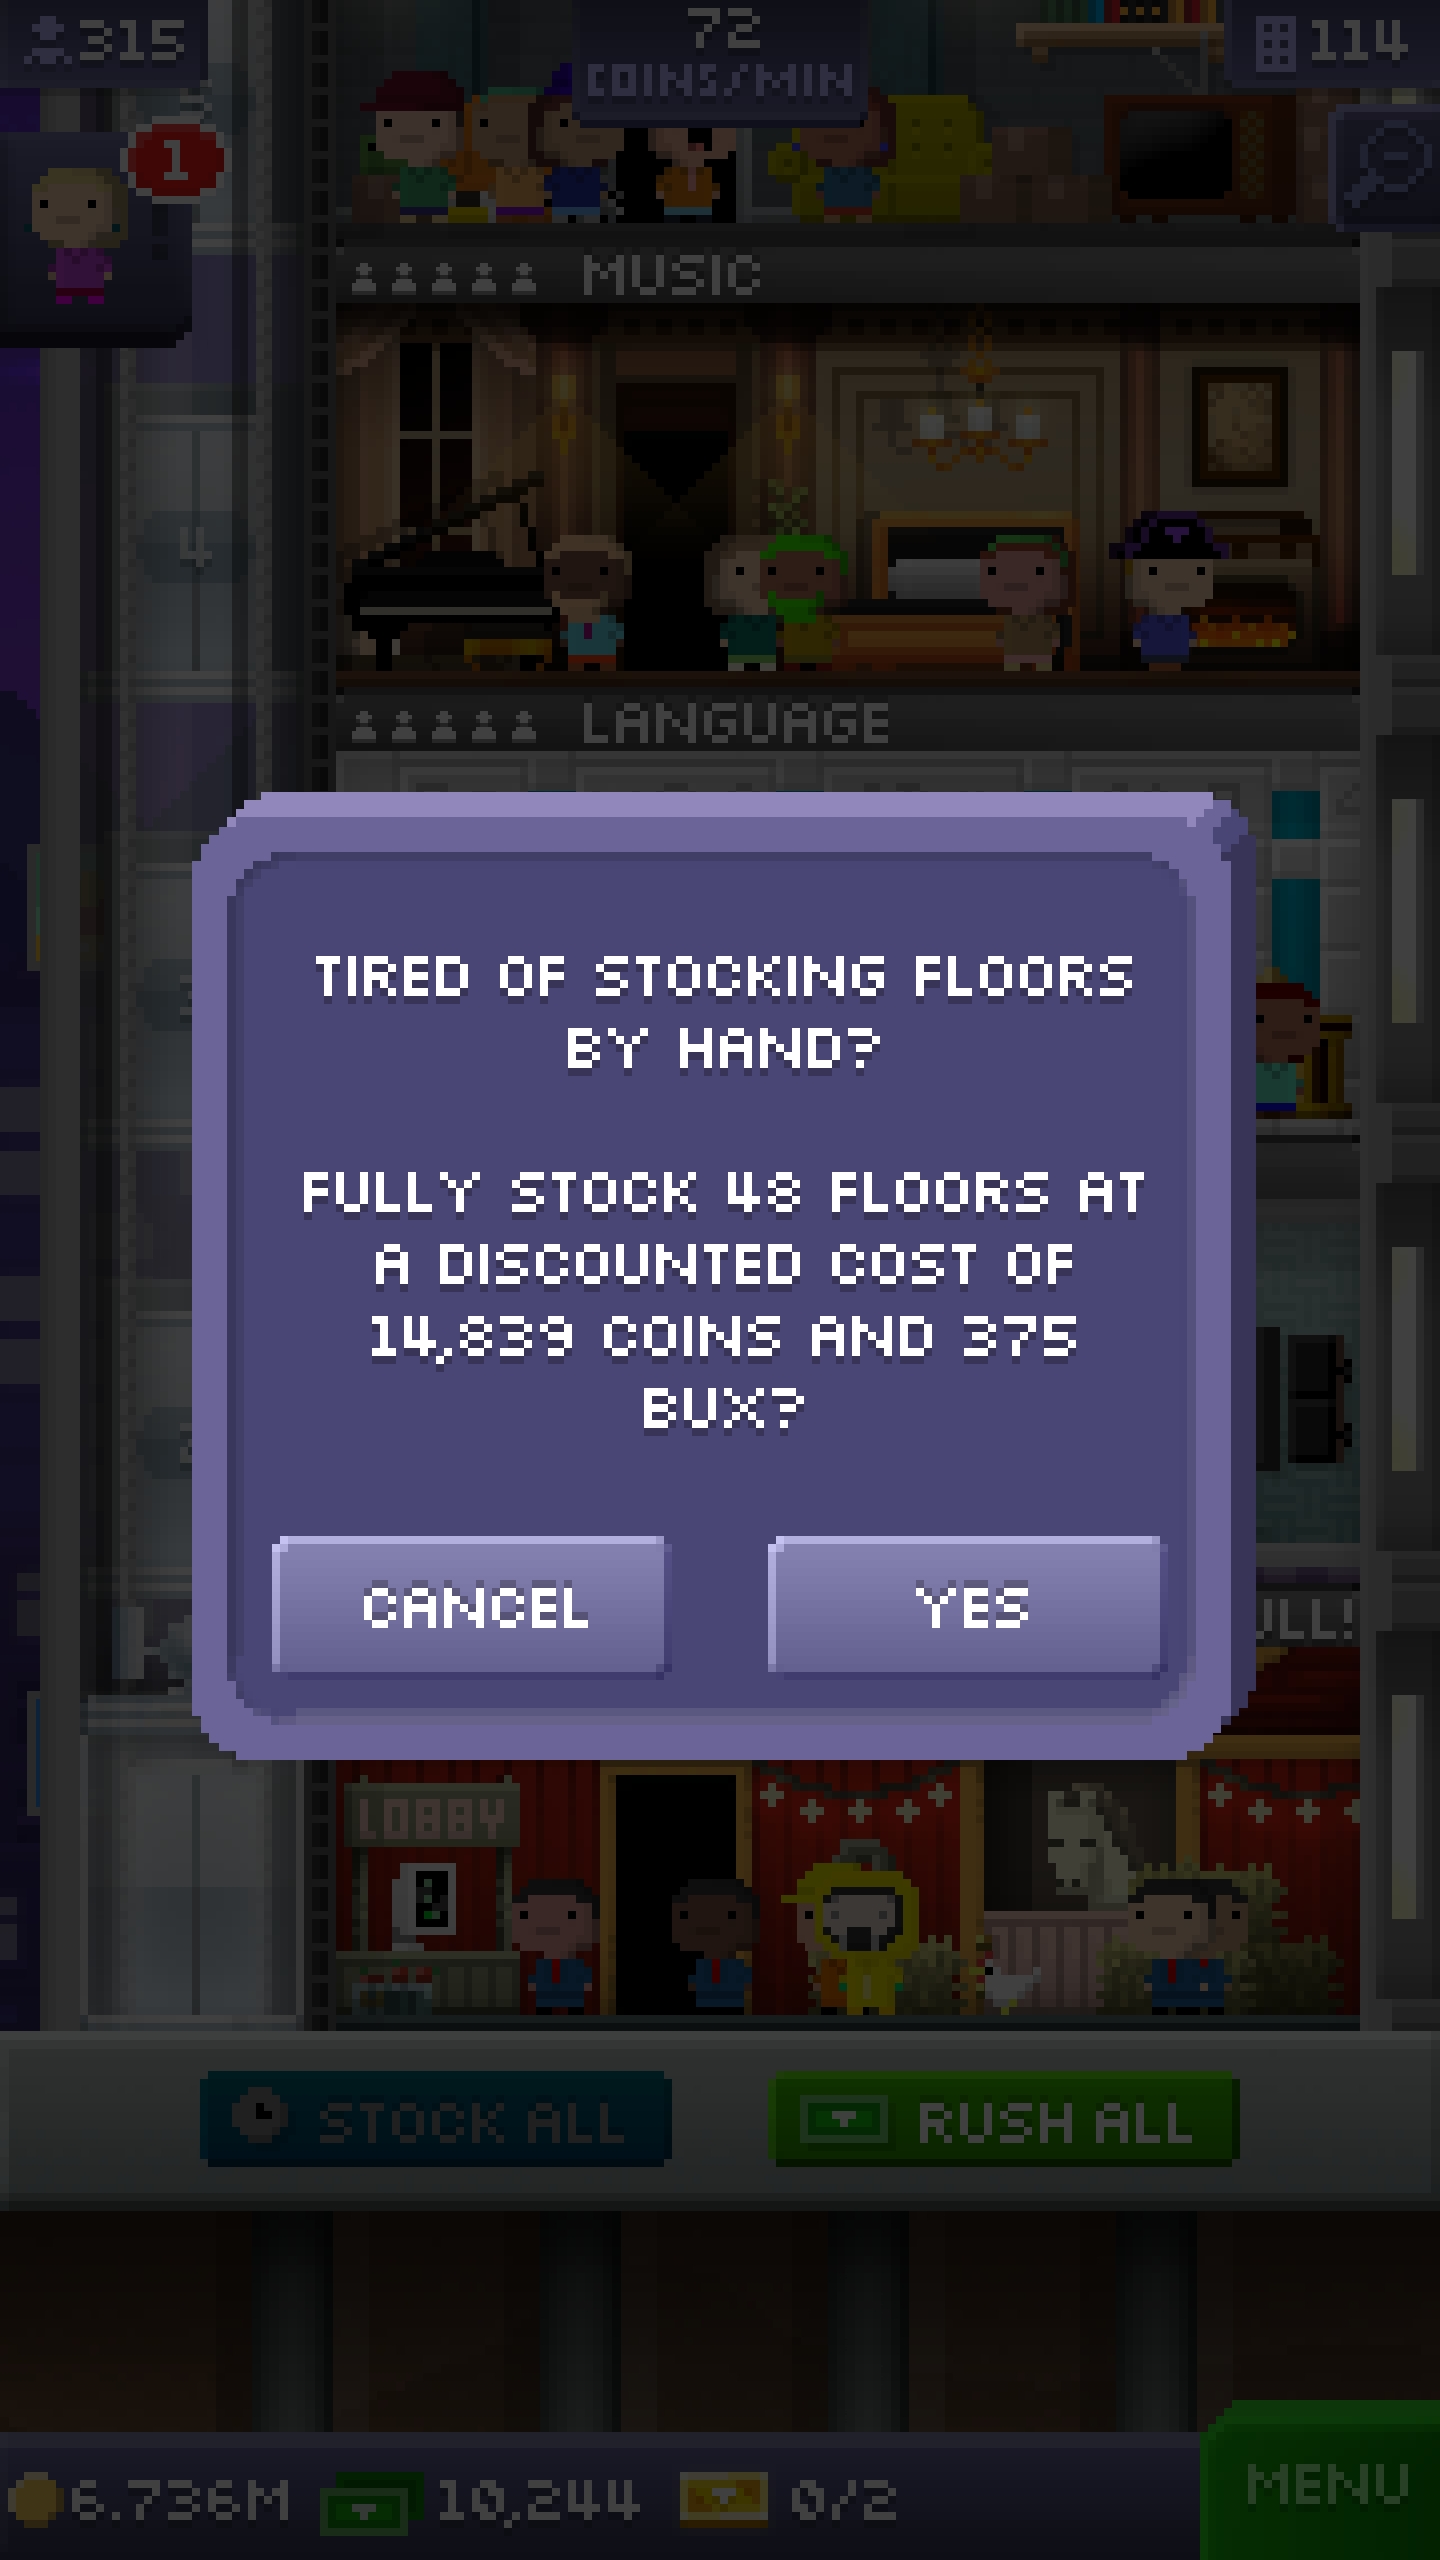 315
72
COINS/MIN
114
1
MUSIC
4
LANGUAGE
TIRED OF STOCKING FLOORS
BY HAND?
FULLY STOCK 48 FLOORS AT
A DISCOUNTED COST OF
14,839 COINS AND 375
BUX?
CANCEL
YES
LOBBY
STOCK ALL
RUSH ALL
6.736M
10,244
0/2
MENU